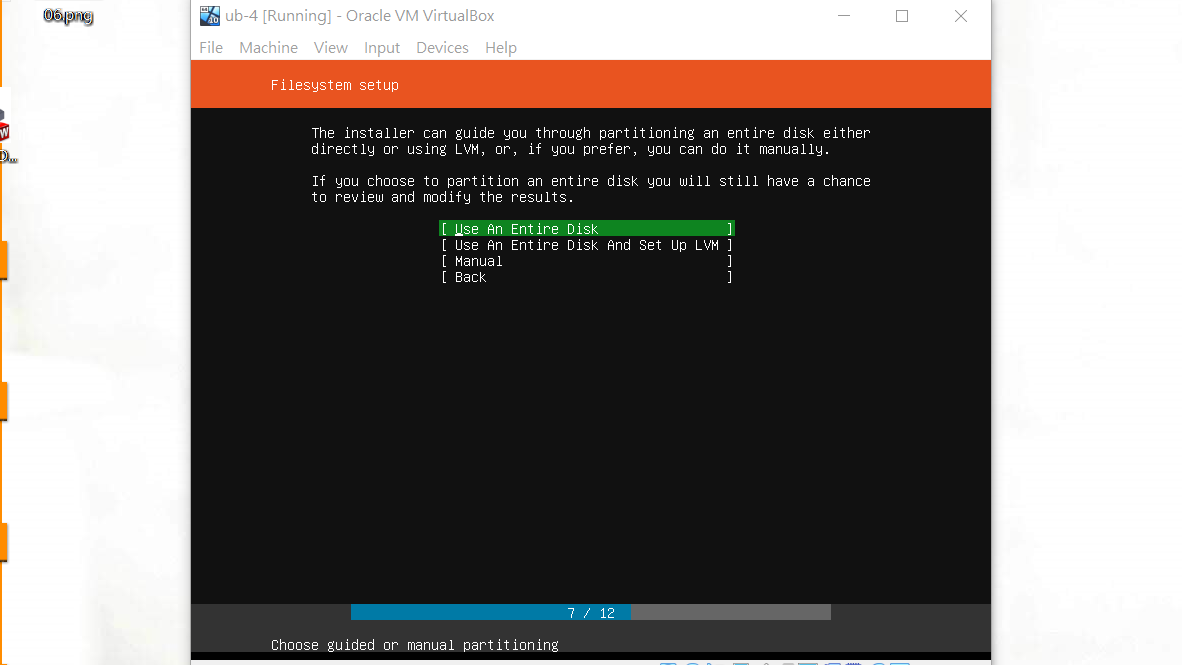 06.png
ub-4 [Running] - Oracle VM VirtualBox
File Machine View Input Devices Help
Filesystem setup
The installer can guide you through partitioning an entire disk either
directly or using LVM, or, if you prefer, you can do it manually.
If you choose to partition an entire disk you will still have a chance
to review and modify the results.
[ Use An Entire Disk ]
[ Use An Entire Disk And Set Up LVM ]
[ Manual ]
[ Back ]
7 / 12
Choose guided or manual partitioning